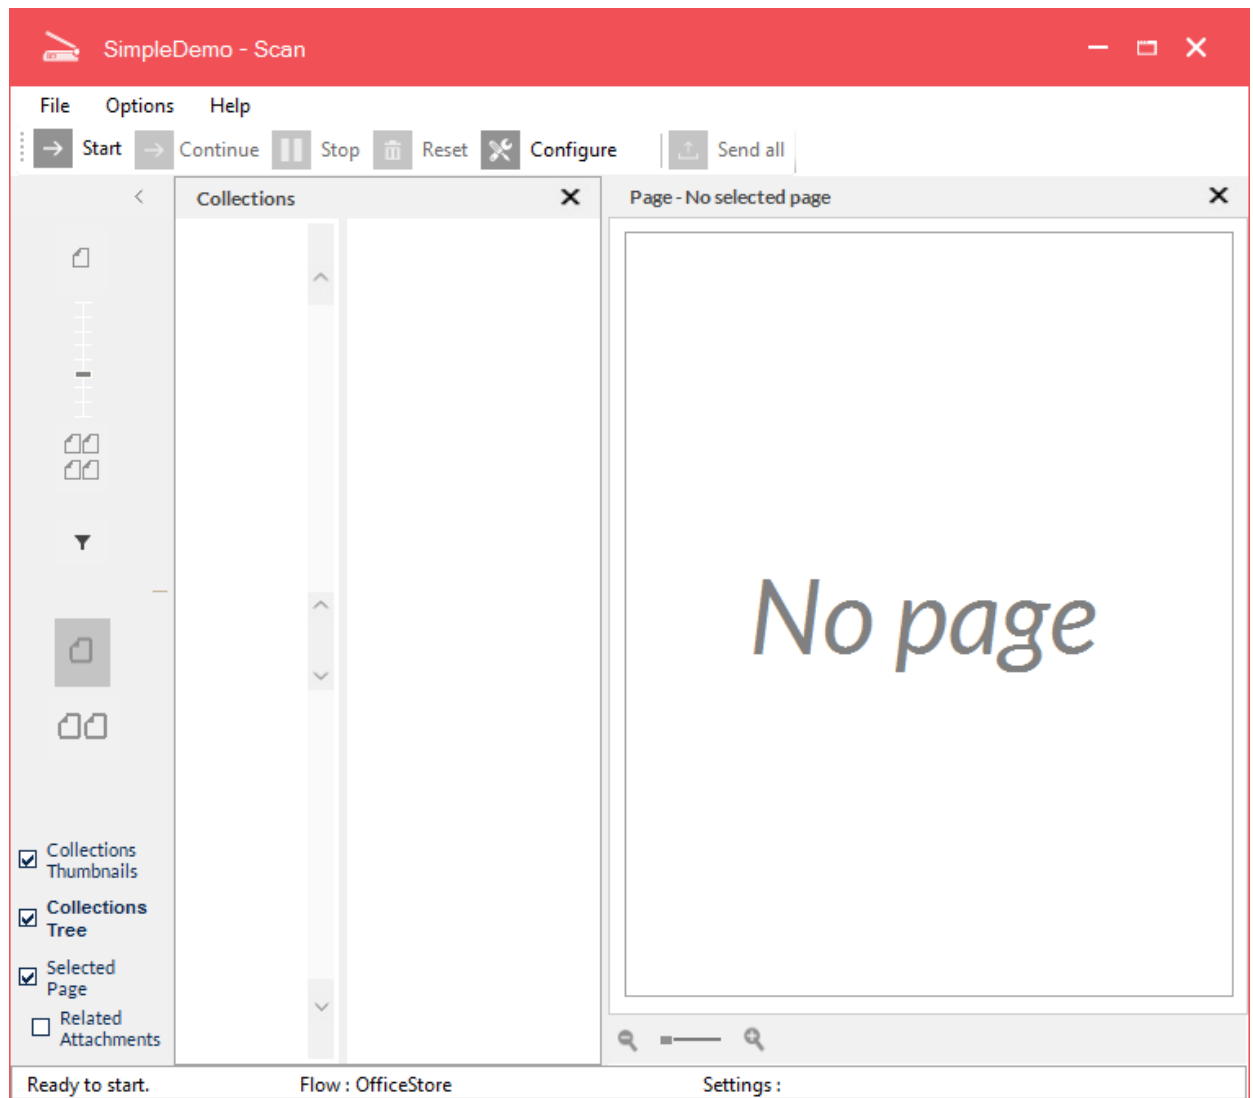 SimpleDemo - Scan
File Options Help
Start Continue Stop Reset Configure Send all
Collections
Page - No selected page
No page
Collections
Thumbnails
Collections
Tree
Selected
Page
Related
Attachments
Ready to start. Flow : OfficeStore Settings :